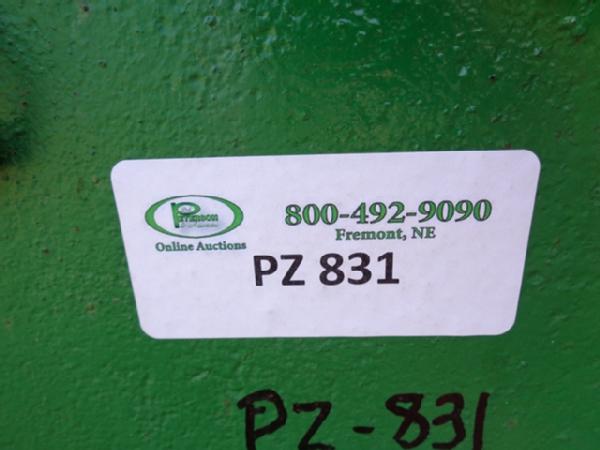 Peterson
800-492-9090
Online Auctions
Fremont, NE
PZ 831
PZ-831